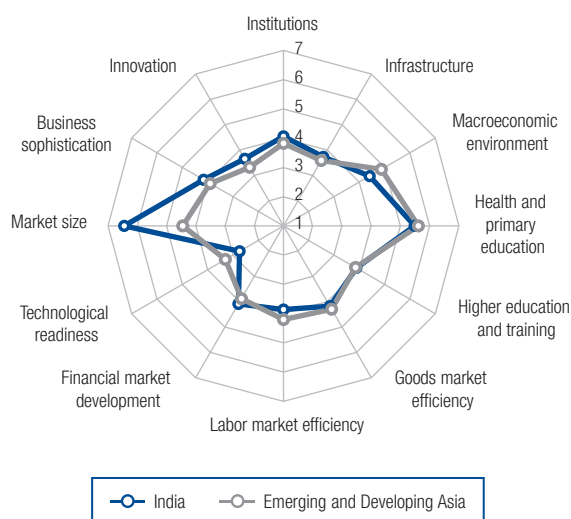 Institutions
7
Innovation
Infrastructure
6
5
Business
sophistication
Macroeconomic
environment
4
3
2
Market size
1
Health and
primary
education
Technological
readiness
Higher education
and training
Financial market
development
Goods market
efficiency
Labor market efficiency
India
Emerging and Developing Asia